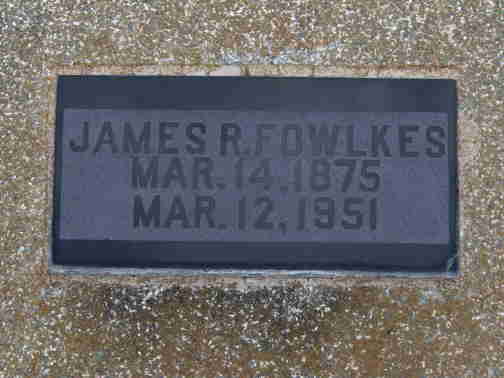 JAMES R. FOWLKES
MAR. 14, 1875
MAR. 12, 1951